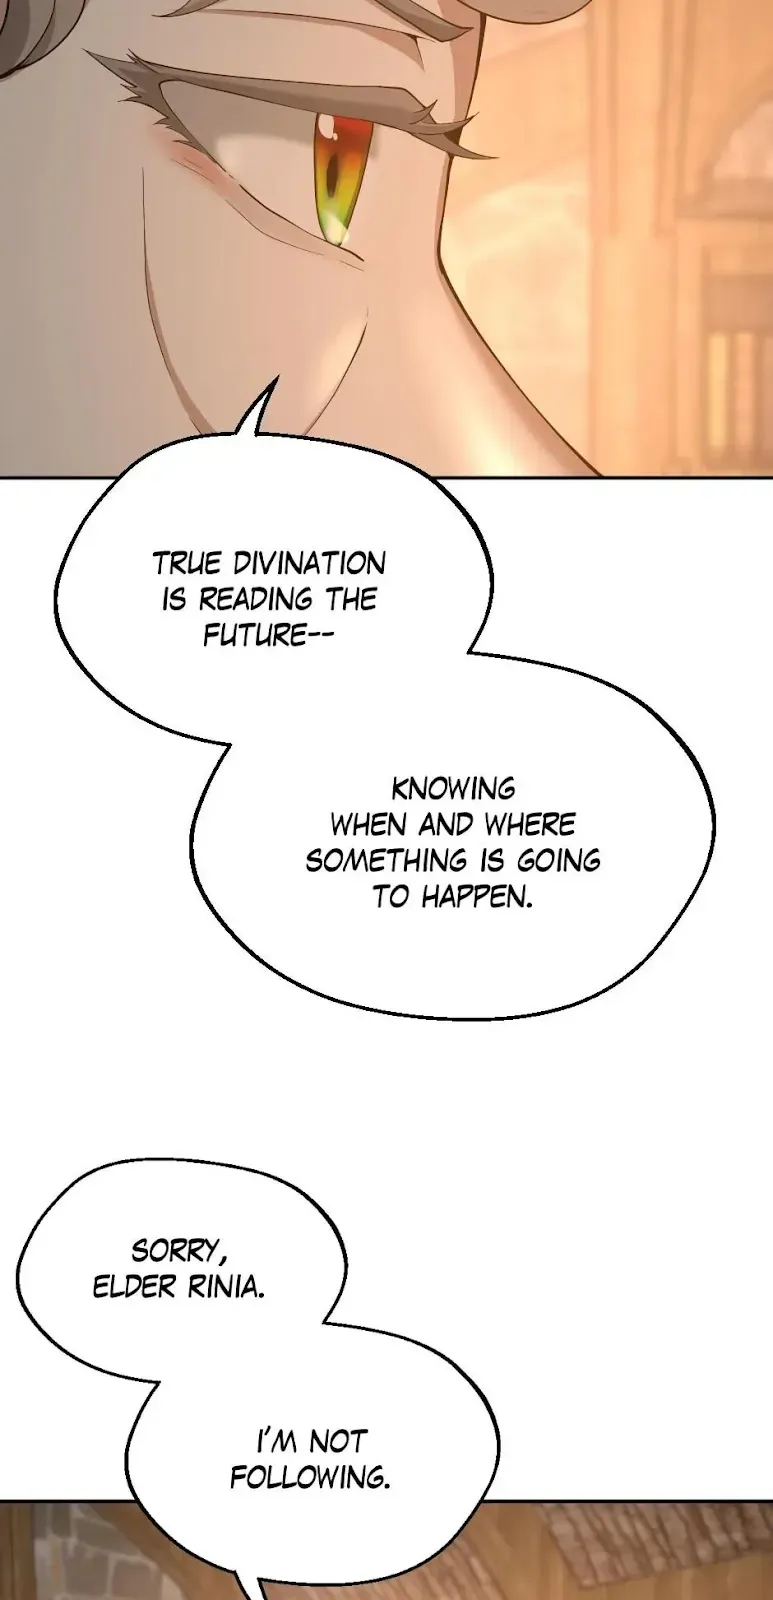 TRUE DIVINATION
IS READING THE
FUTURE--
KNOWING
WHEN AND WHERE
SOMETHING IS GOING
TO HAPPEN.
SORRY,
ELDER RINIA.
I'M NOT
FOLLOWING.